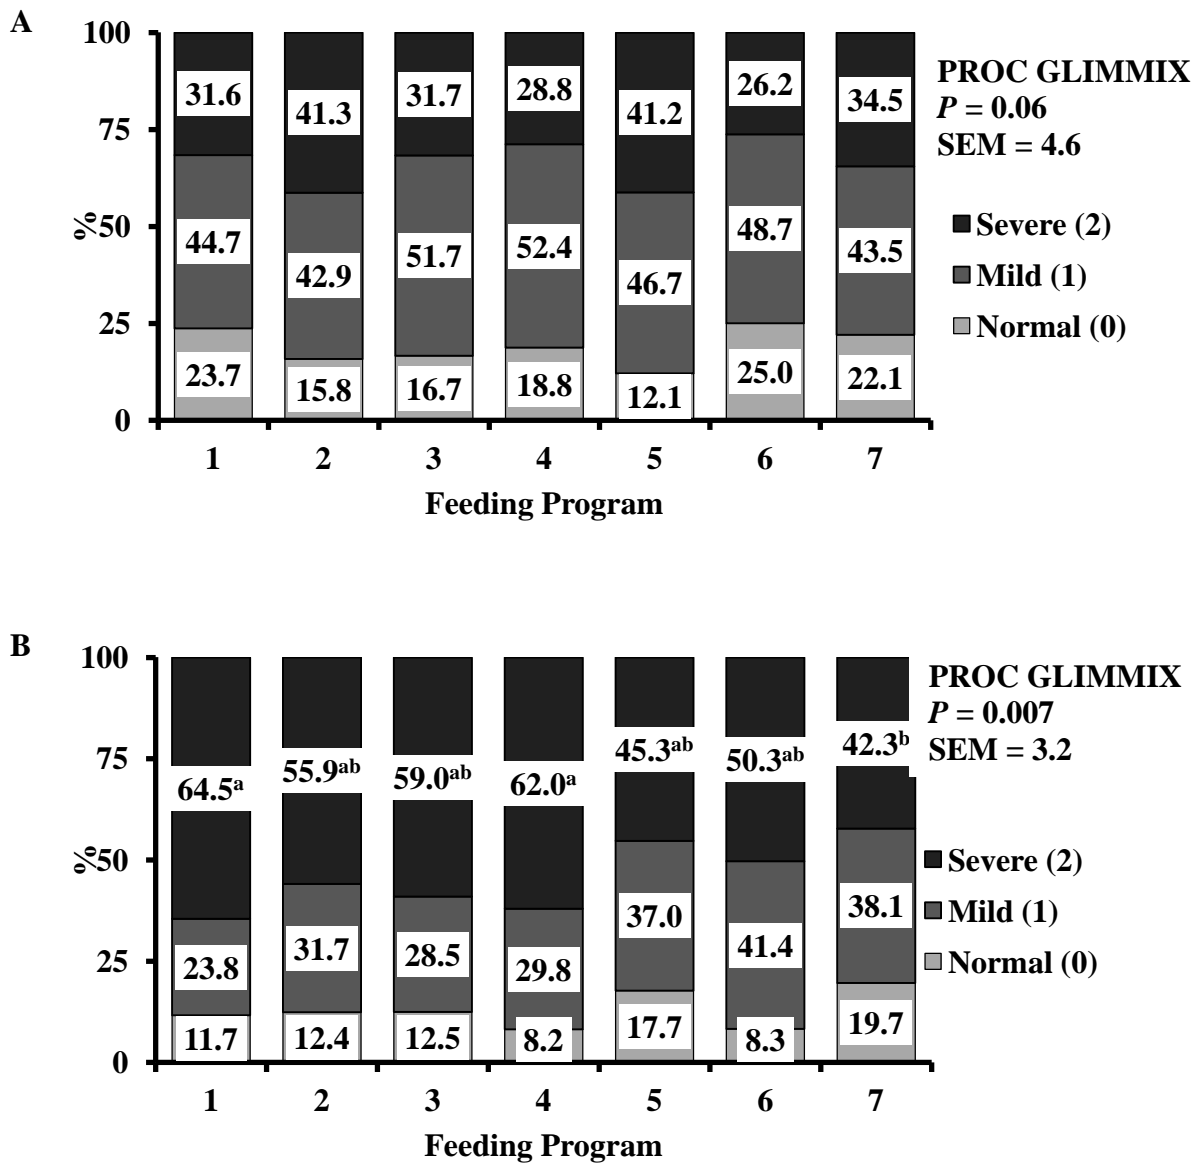 A
100
75
50
25
0
%
31.6 41.3 31.7 28.8 41.2 26.2 34.5
44.7 42.9 51.7 52.4 46.7 48.7 43.5
23.7 15.8 16.7 18.8 12.1 25.0 22.1
1 2 3 4 5 6 7
Feeding Program
PROC GLIMMIX
P = 0.06
SEM = 4.6
Severe (2)
Mild (1)
Normal (0)
B
100
75
50
25
0
%
64.5ᵃ 55.9ᵃᵇ 59.0ᵃᵇ 62.0ᵃ 45.3ᵃᵇ 50.3ᵃᵇ 42.3ᵇ
23.8 31.7 28.5 29.8 37.0 41.4 38.1
11.7 12.4 12.5 8.2 17.7 8.3 19.7
1 2 3 4 5 6 7
Feeding Program
PROC GLIMMIX
P = 0.007
SEM = 3.2
Severe (2)
Mild (1)
Normal (0)